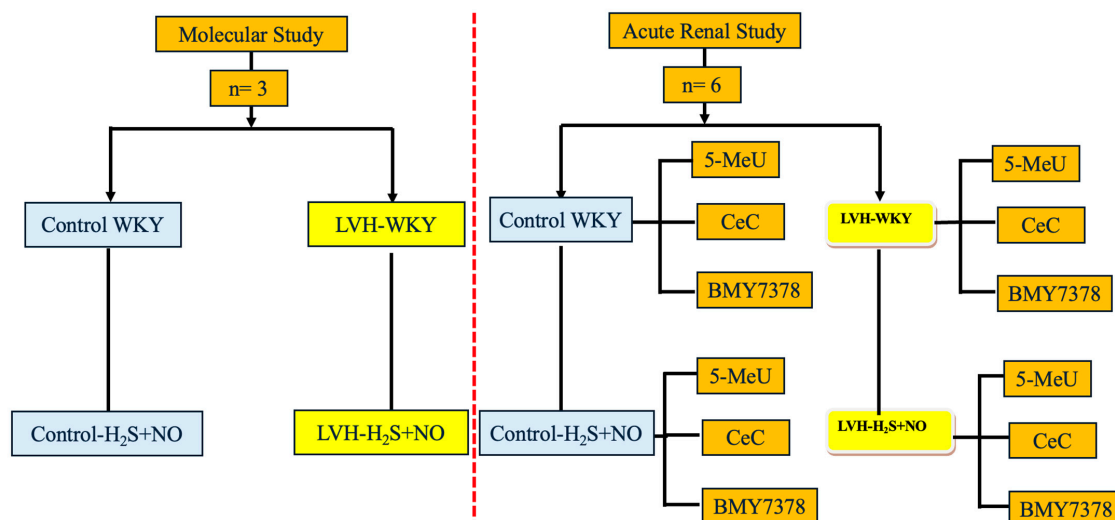 Molecular Study
n= 3
Control WKY
LVH-WKY
Control-H₂S+NO
LVH-H₂S+NO
Acute Renal Study
n= 6
Control WKY
5-MeU
CeC
BMY7378
LVH-WKY
5-MeU
CeC
BMY7378
Control-H₂S+NO
5-MeU
CeC
BMY7378
LVH-H₂S+NO
5-MeU
CeC
BMY7378